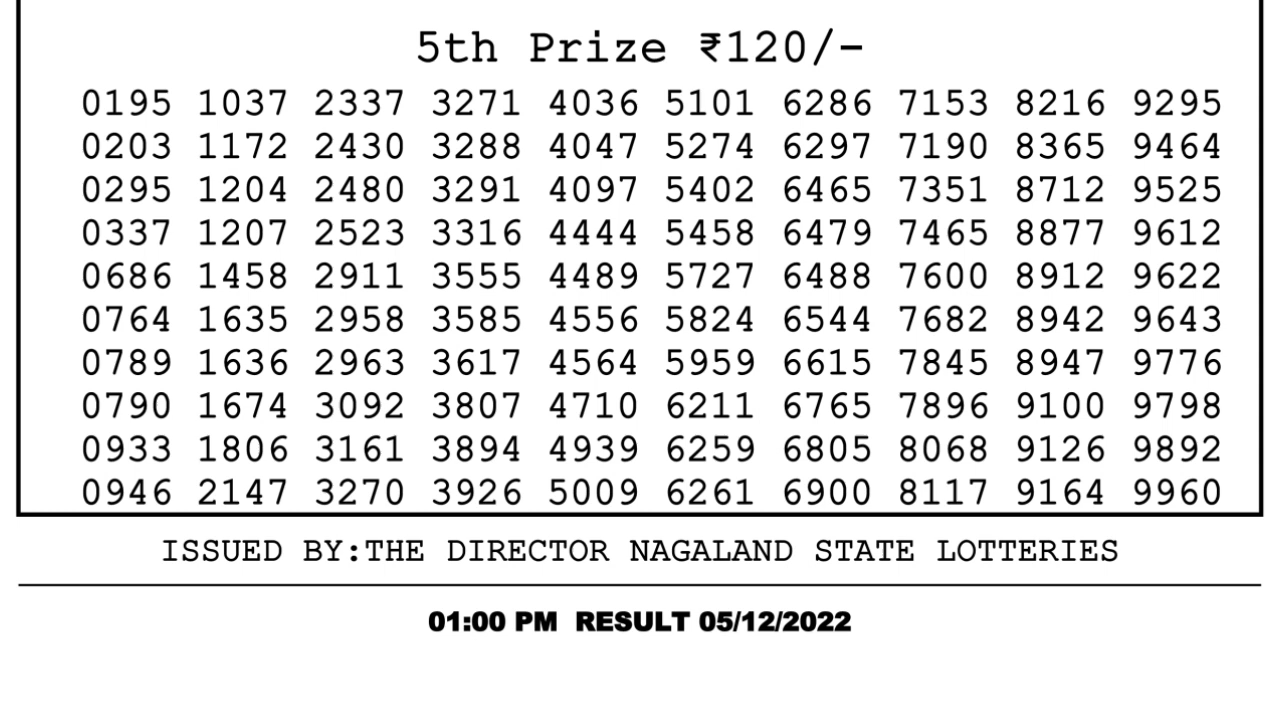 5th Prize ₹120/-
0195 1037 2337 3271 4036 5101 6286 7153 8216 9295
0203 1172 2430 3288 4047 5274 6297 7190 8365 9464
0295 1204 2480 3291 4097 5402 6465 7351 8712 9525
0337 1207 2523 3316 4444 5458 6479 7465 8877 9612
0686 1458 2911 3555 4489 5727 6488 7600 8912 9622
0764 1635 2958 3585 4556 5824 6544 7682 8942 9643
0789 1636 2963 3617 4564 5959 6615 7845 8947 9776
0790 1674 3092 3807 4710 6211 6765 7896 9100 9798
0933 1806 3161 3894 4939 6259 6805 8068 9126 9892
0946 2147 3270 3926 5009 6261 6900 8117 9164 9960
ISSUED BY:THE DIRECTOR NAGALAND STATE LOTTERIES
01:00 PM RESULT 05/12/2022